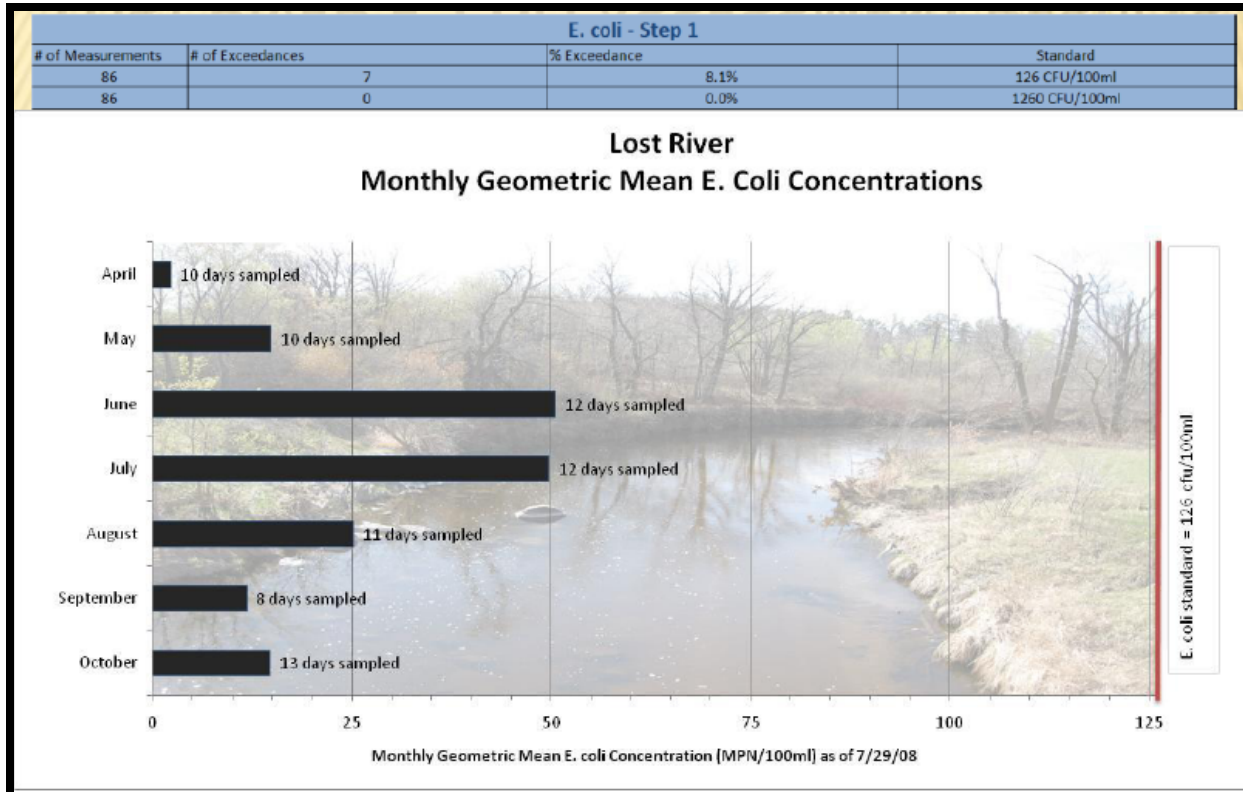 E. coli - Step 1
# of Measurements # of Exceedances % Exceedance Standard
86 7 8.1% 126 CFU/100ml
86 0 0.0% 1260 CFU/100ml
Lost River
Monthly Geometric Mean E. Coli Concentrations
April 10 days sampled
May 10 days sampled
June 12 days sampled
July 12 days sampled
August 11 days sampled
September 8 days sampled
October 13 days sampled
0 25 50 75 100 125
Monthly Geometric Mean E. coli Concentration (MPN/100ml) as of 7/29/08
E. coli standard = 126 cfu/100ml